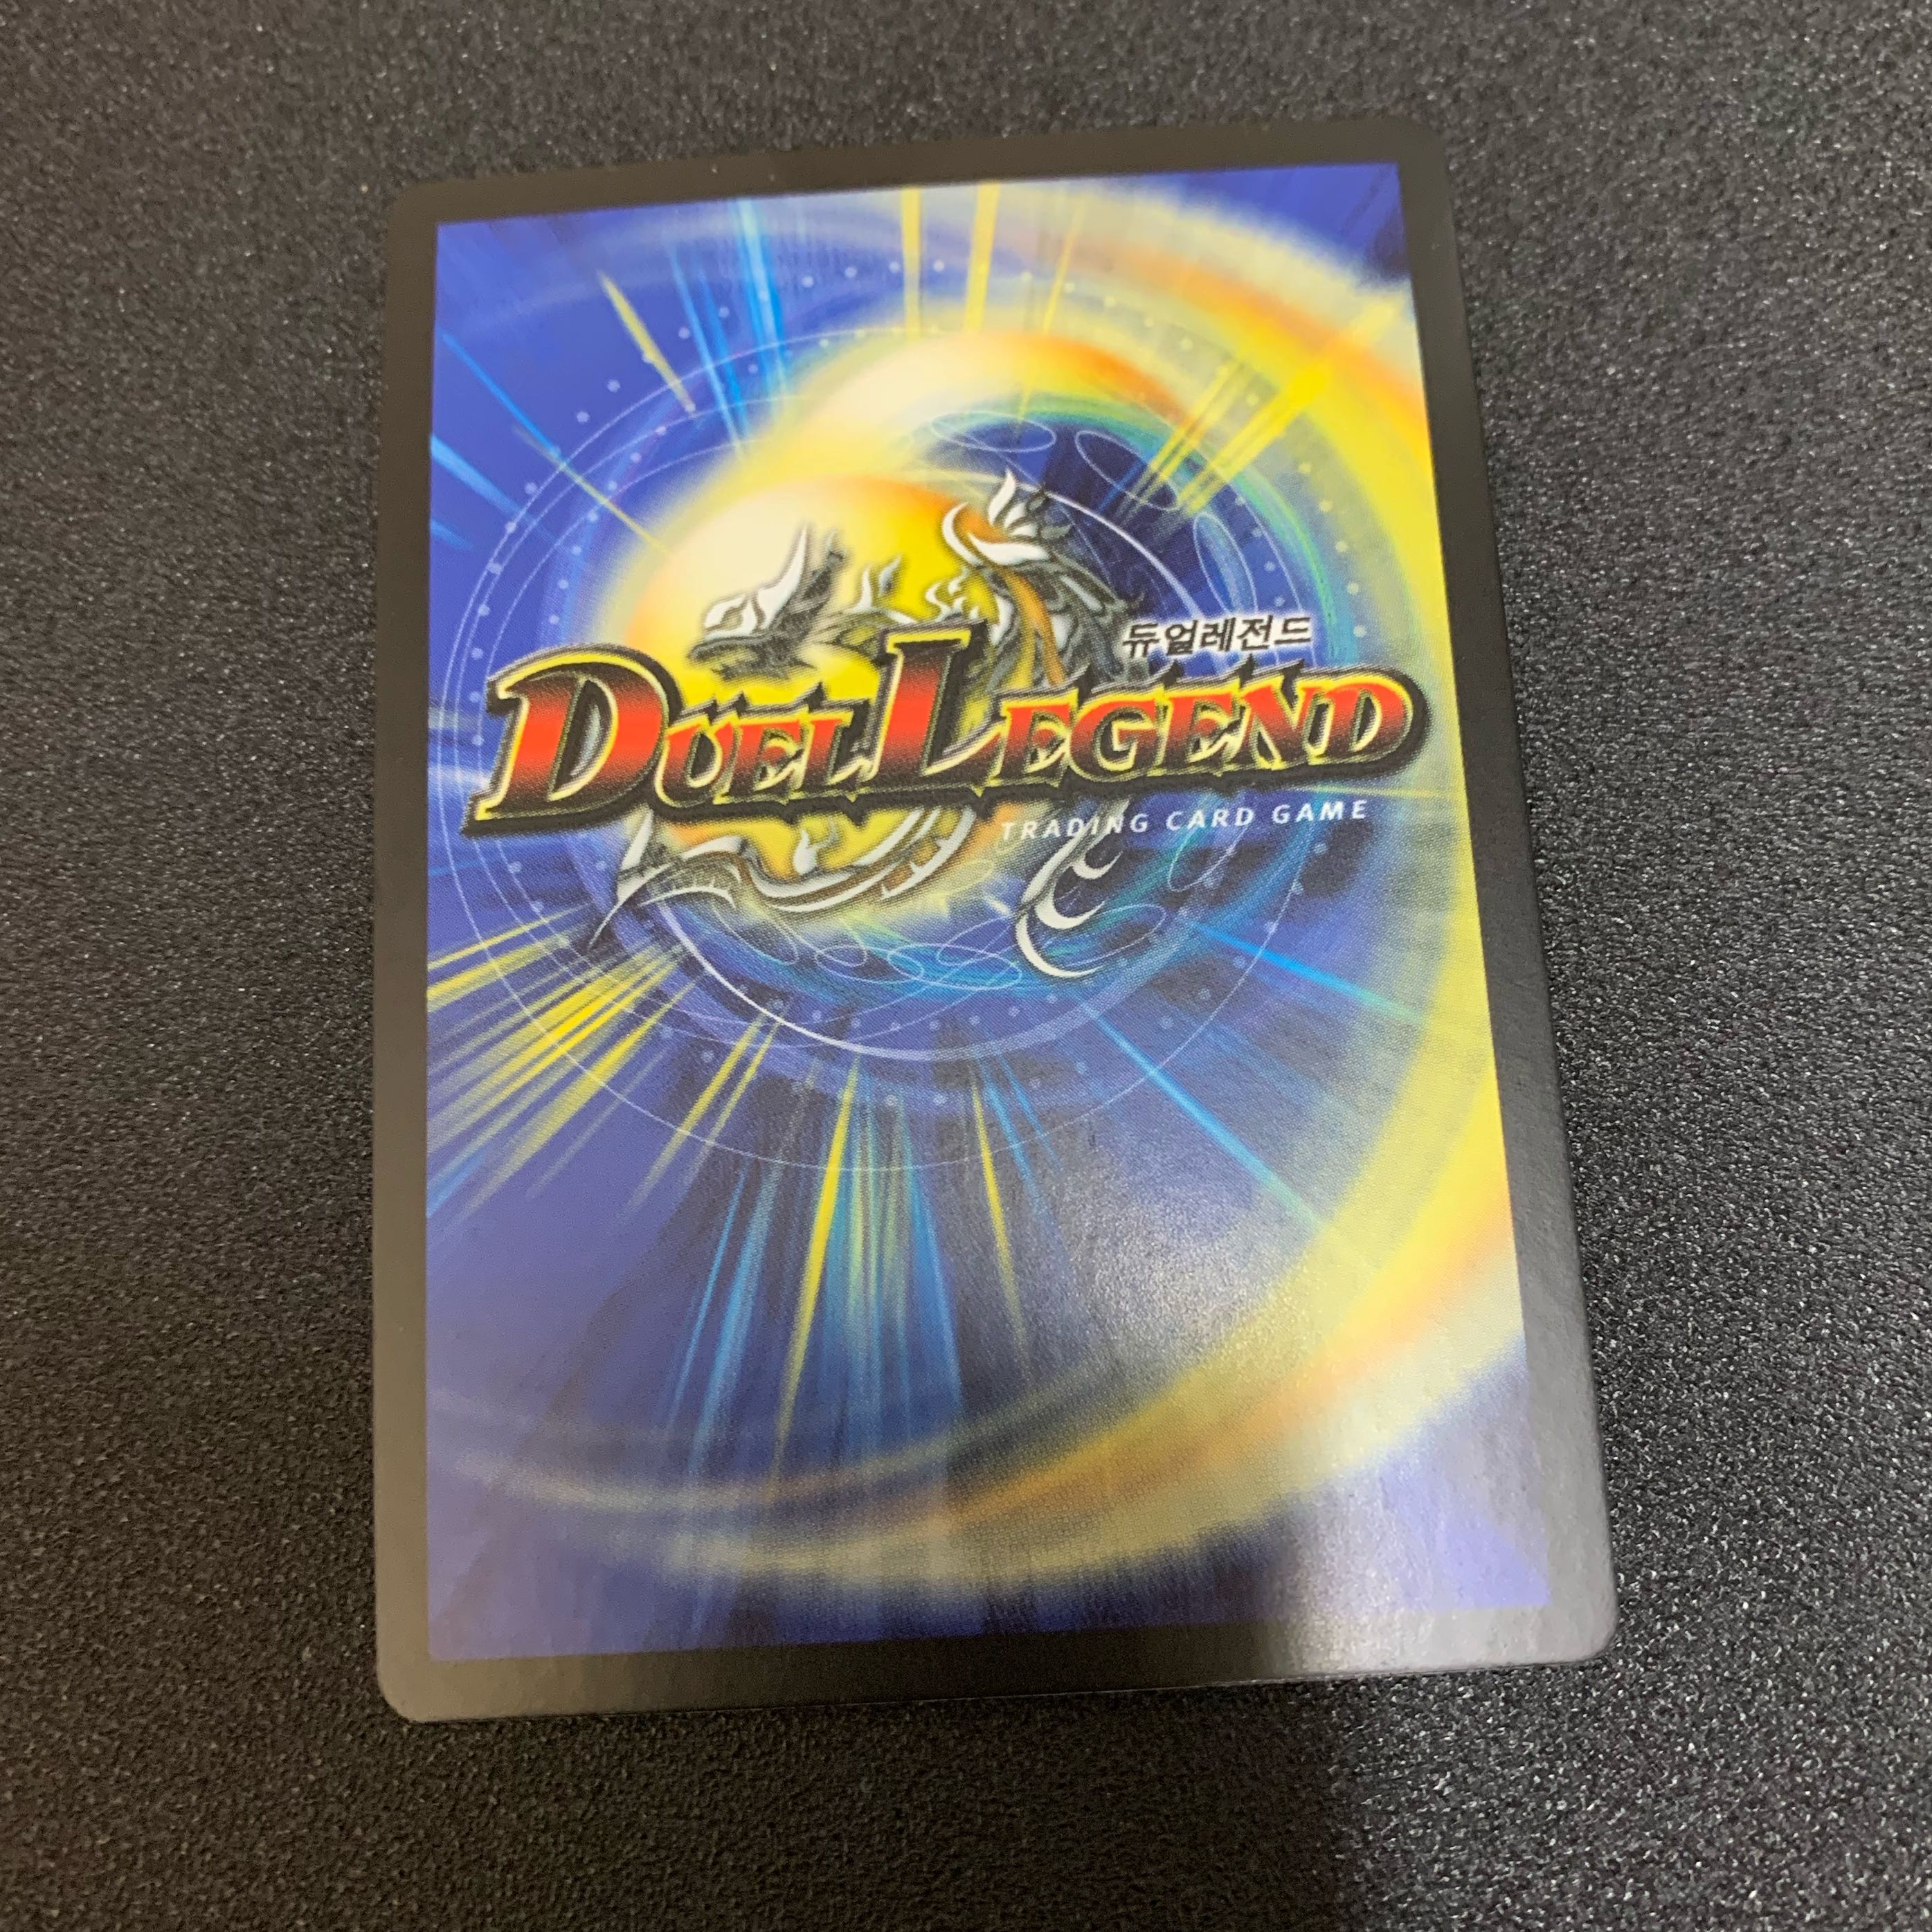 듀얼레전드
DUEL LEGEND
TRADING CARD GAME